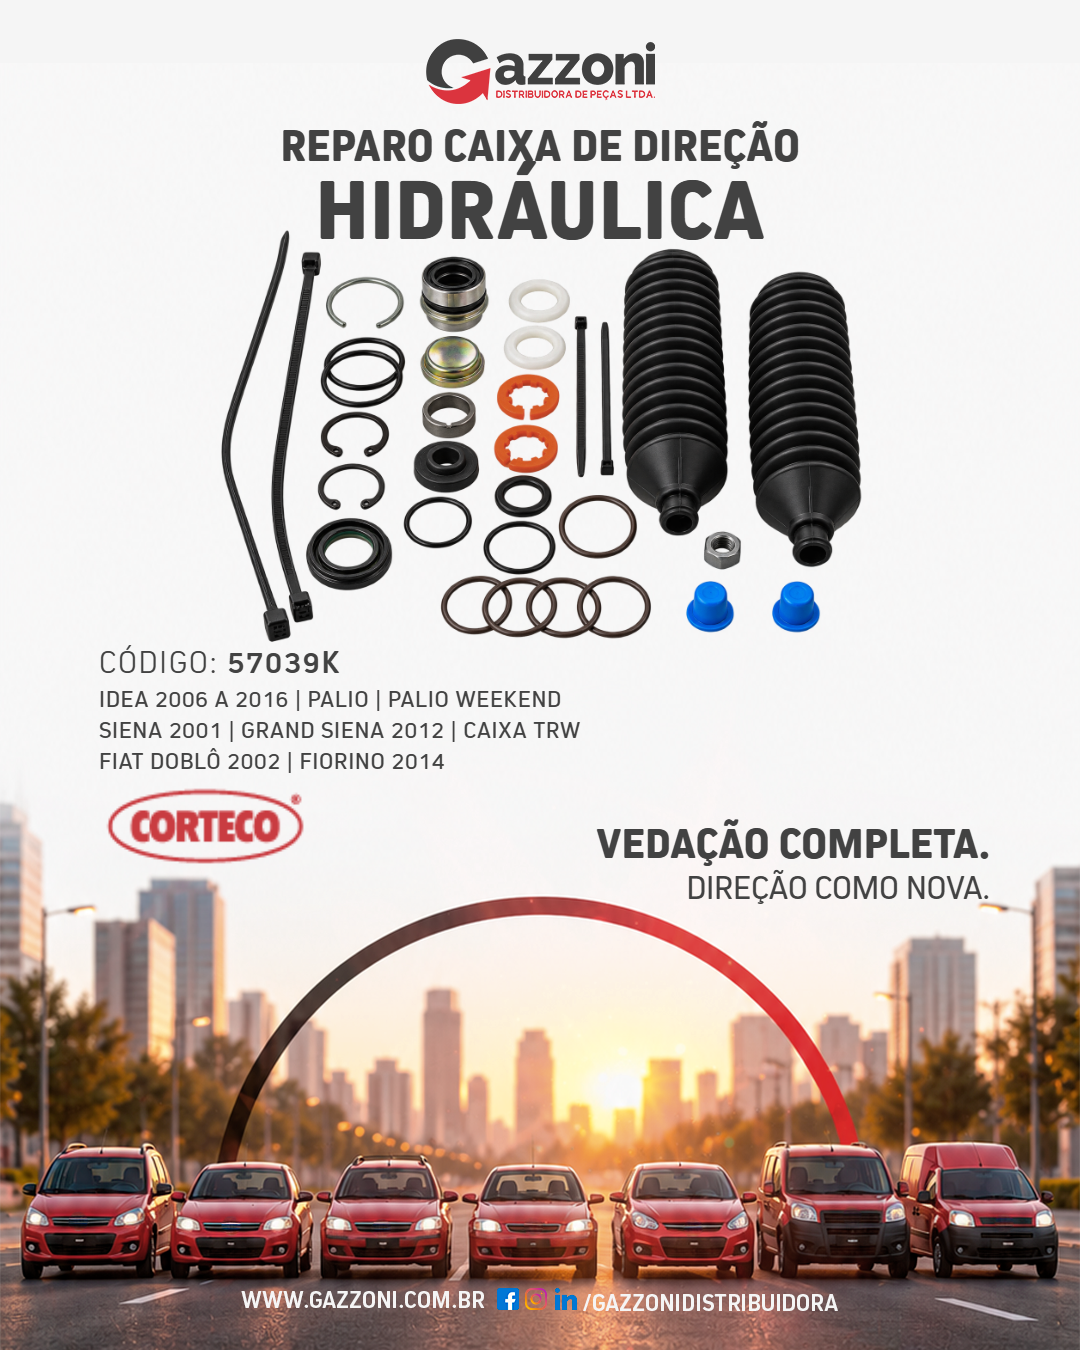 Gazzoni
DISTRIBUIDORA DE PEÇAS LTDA.
REPARO CAIXA DE DIREÇÃO
HIDRÁULICA
CÓDIGO: 57039K
IDEA 2006 A 2016 | PALIO | PALIO WEEKEND
SIENA 2001 | GRAND SIENA 2012 | CAIXA TRW
FIAT DOBLÔ 2002 | FIORINO 2014
CORTECO®
VEDAÇÃO COMPLETA.
DIREÇÃO COMO NOVA.
WWW.GAZZONI.COM.BR /GAZZONIDISTRIBUIDORA